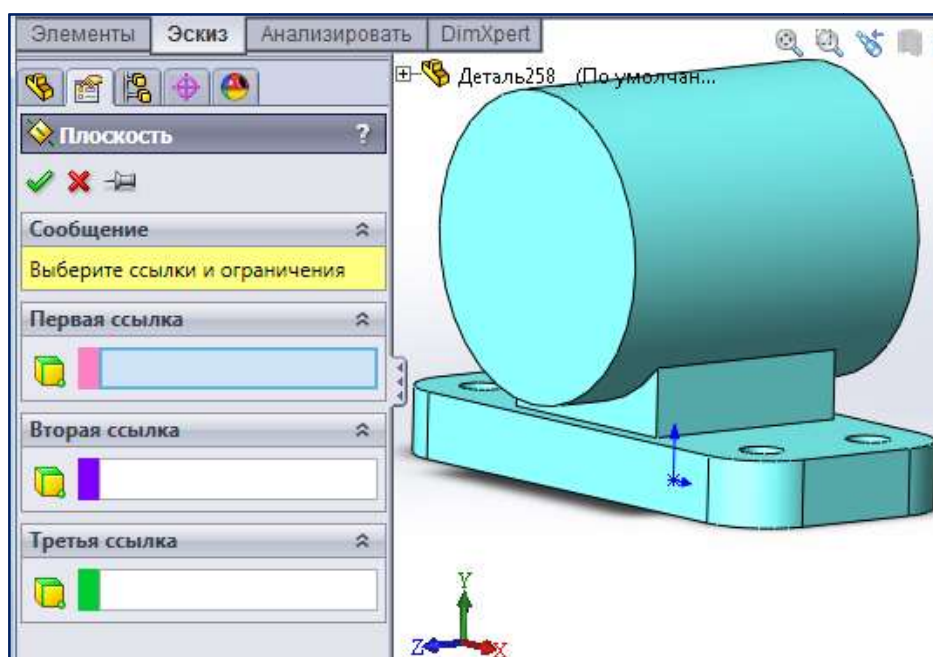 Элементы Эскиз Анализировать DimXpert
Деталь258 (По умолчан...
Плоскость ?
Сообщение
Выберите ссылки и ограничения
Первая ссылка
Вторая ссылка
Третья ссылка
Y
Z X